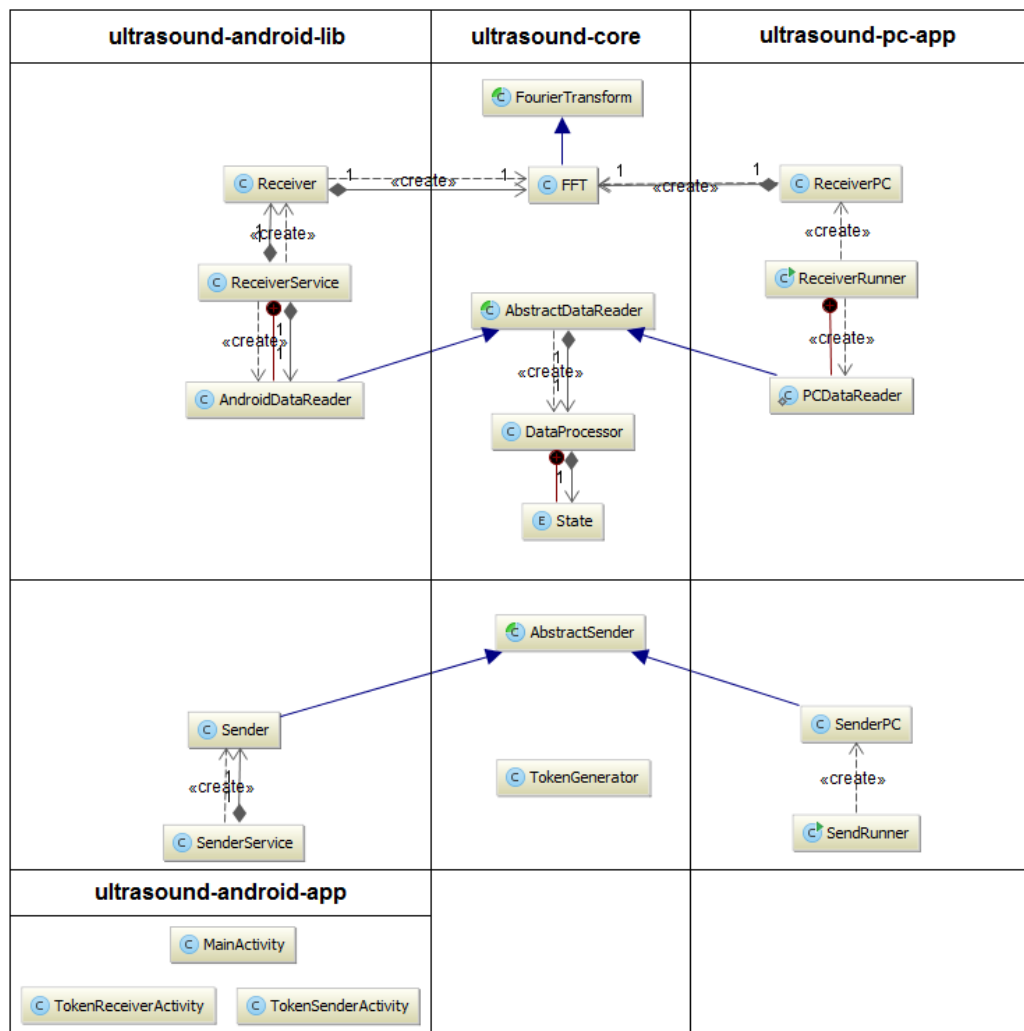 ultrasound-android-lib
ultrasound-core
ultrasound-pc-app
C FourierTransform
C Receiver
1
«create»
1
C FFT
1
«create»
1
C ReceiverPC
1
«create»
«create»
C ReceiverService
C ReceiverRunner
C AbstractDataReader
1
«create»
1
1
«create»
1
«create»
C AndroidDataReader
C PCDataReader
C DataProcessor
1
E State
C AbstractSender
C Sender
C SenderPC
1
«create»
C TokenGenerator
«create»
C SenderService
C SendRunner
ultrasound-android-app
C MainActivity
C TokenReceiverActivity
C TokenSenderActivity